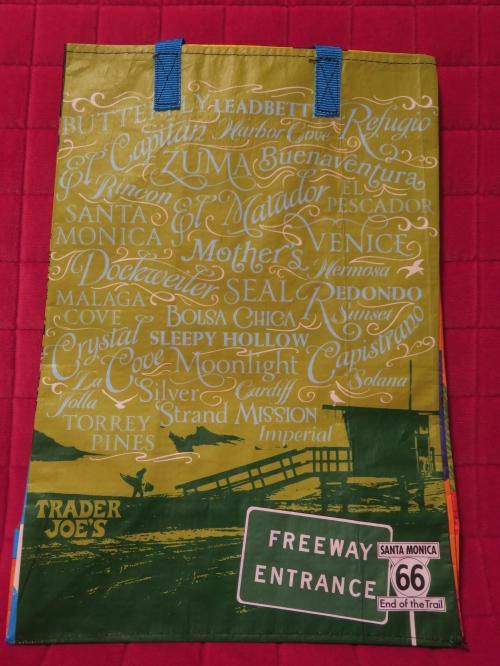 BUTTERFLY LEADBETTER
El Capitan Harbor Cove Refugio
ZUMA Buenaventura
Rincon El Matador EL PESCADOR
SANTA MONICA
Mother's VENICE
Dockweiler SEAL Hermosa
MALAGA COVE
BOLSA CHICA REDONDO
Sunset
Crystal Cove SLEEPY HOLLOW
Moonlight Capistrano
La Jolla Silver Strand Cardiff Solana
TORREY PINES
MISSION
Imperial
TRADER JOE'S
FREEWAY
ENTRANCE
SANTA MONICA
66
End of the Trail